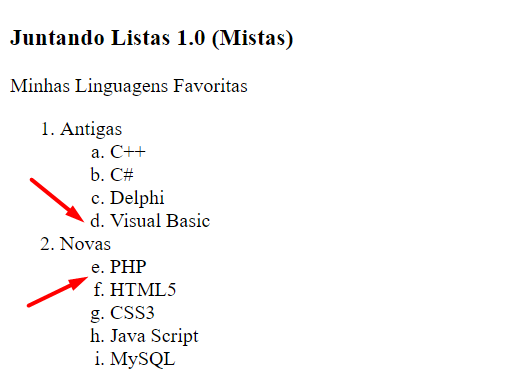 Juntando Listas 1.0 (Mistas)
Minhas Linguagens Favoritas
1. Antigas
a. C++
b. C#
c. Delphi
d. Visual Basic
2. Novas
e. PHP
f. HTML5
g. CSS3
h. Java Script
i. MySQL